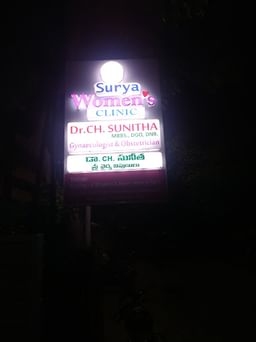 Surya
Women's
CLINIC
Dr.CH. SUNITHA
MBBS., DGO, DNB,
Gynaecologist & Obstetrician
డా. CH. సునీత
స్త్రీ వైద్య నిపుణులు